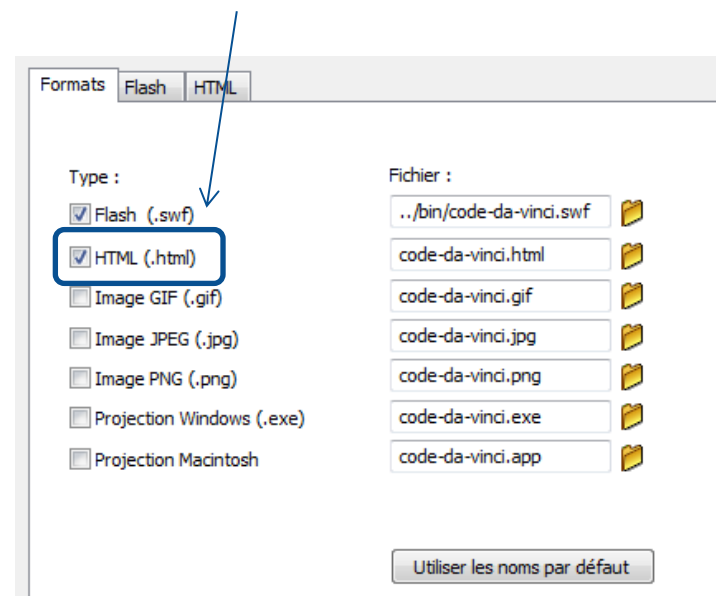 Formats Flash HTML
Type : Fichier :
Flash (.swf) ../bin/code-da-vinci.swf
HTML (.html) code-da-vinci.html
Image GIF (.gif) code-da-vinci.gif
Image JPEG (.jpg) code-da-vinci.jpg
Image PNG (.png) code-da-vinci.png
Projection Windows (.exe) code-da-vinci.exe
Projection Macintosh code-da-vinci.app
Utiliser les noms par défaut